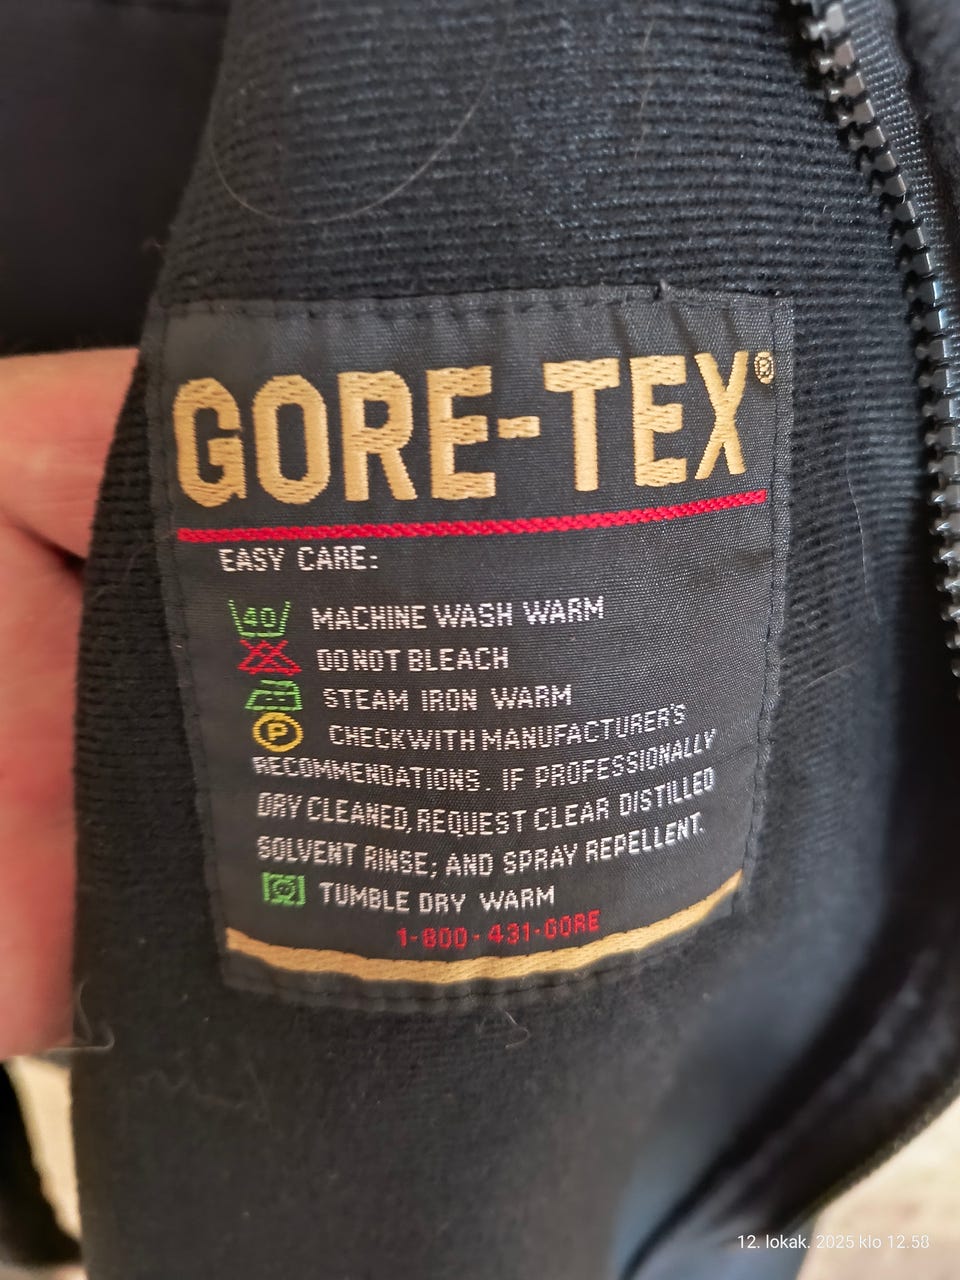 GORE-TEX®
EASY CARE:
40 MACHINE WASH WARM
DO NOT BLEACH
STEAM IRON WARM
P CHECK WITH MANUFACTURER'S
RECOMMENDATIONS. IF PROFESSIONALLY
DRY CLEANED, REQUEST CLEAR DISTILLED
SOLVENT RINSE; AND SPRAY REPELLENT.
TUMBLE DRY WARM
1-800-431-GORE
12. lokak. 2025 klo 12.58